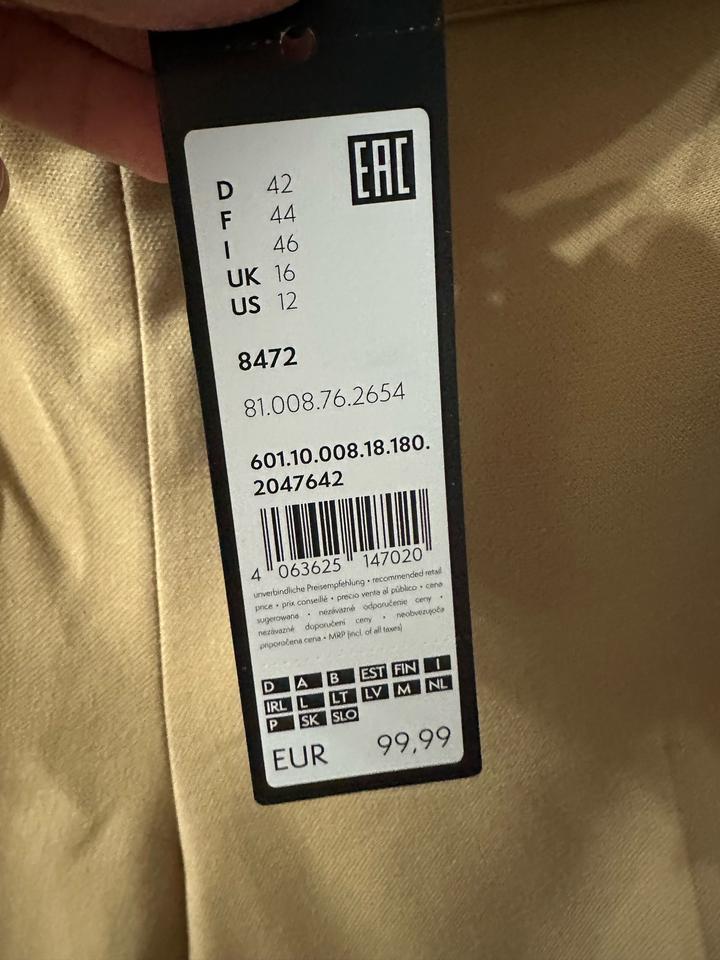 EAC
D 42
F 44
I 46
UK 16
US 12
8472
81.008.76.2654
601.10.008.18.180.
2047642
4 063625 147020
unverbindliche Preisempfehlung • recommended retail
price • prix conseillé • precio venta al público • cena
sugerowana • nezávazné odporučenie ceny •
nezávazné doporučení ceny • neobvezujoča
priporočena cena • MRP (incl. of all taxes)
D A B EST FIN I
IRL L LT LV M NL
P SK SLO
EUR 99,99